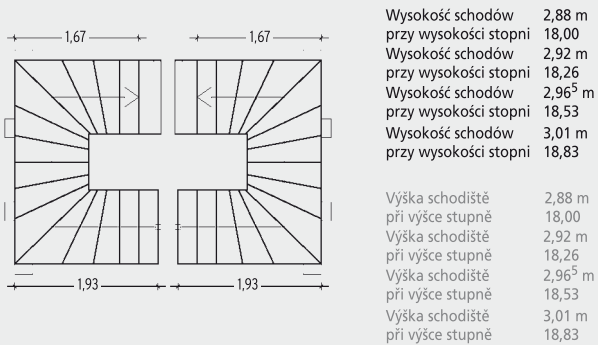 1,67
1,67
1,93
1,93
Wysokość schodów 2,88 m
przy wysokości stopni 18,00
Wysokość schodów 2,92 m
przy wysokości stopni 18,26
Wysokość schodów 2,96⁵ m
przy wysokości stopni 18,53
Wysokość schodów 3,01 m
przy wysokości stopni 18,83
Výška schodiště 2,88 m
při výšce stupně 18,00
Výška schodiště 2,92 m
při výšce stupně 18,26
Výška schodiště 2,96⁵ m
při výšce stupně 18,53
Výška schodiště 3,01 m
při výšce stupně 18,83